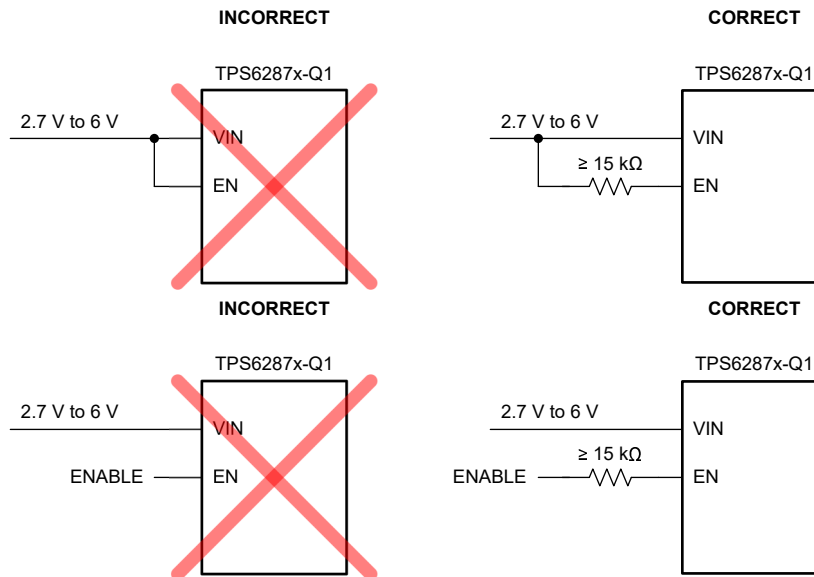 INCORRECT
CORRECT
TPS6287x-Q1
TPS6287x-Q1
2.7 V to 6 V
VIN
2.7 V to 6 V
VIN
EN
≥ 15 kΩ
EN
INCORRECT
CORRECT
TPS6287x-Q1
TPS6287x-Q1
2.7 V to 6 V
VIN
2.7 V to 6 V
VIN
ENABLE
EN
ENABLE
≥ 15 kΩ
EN